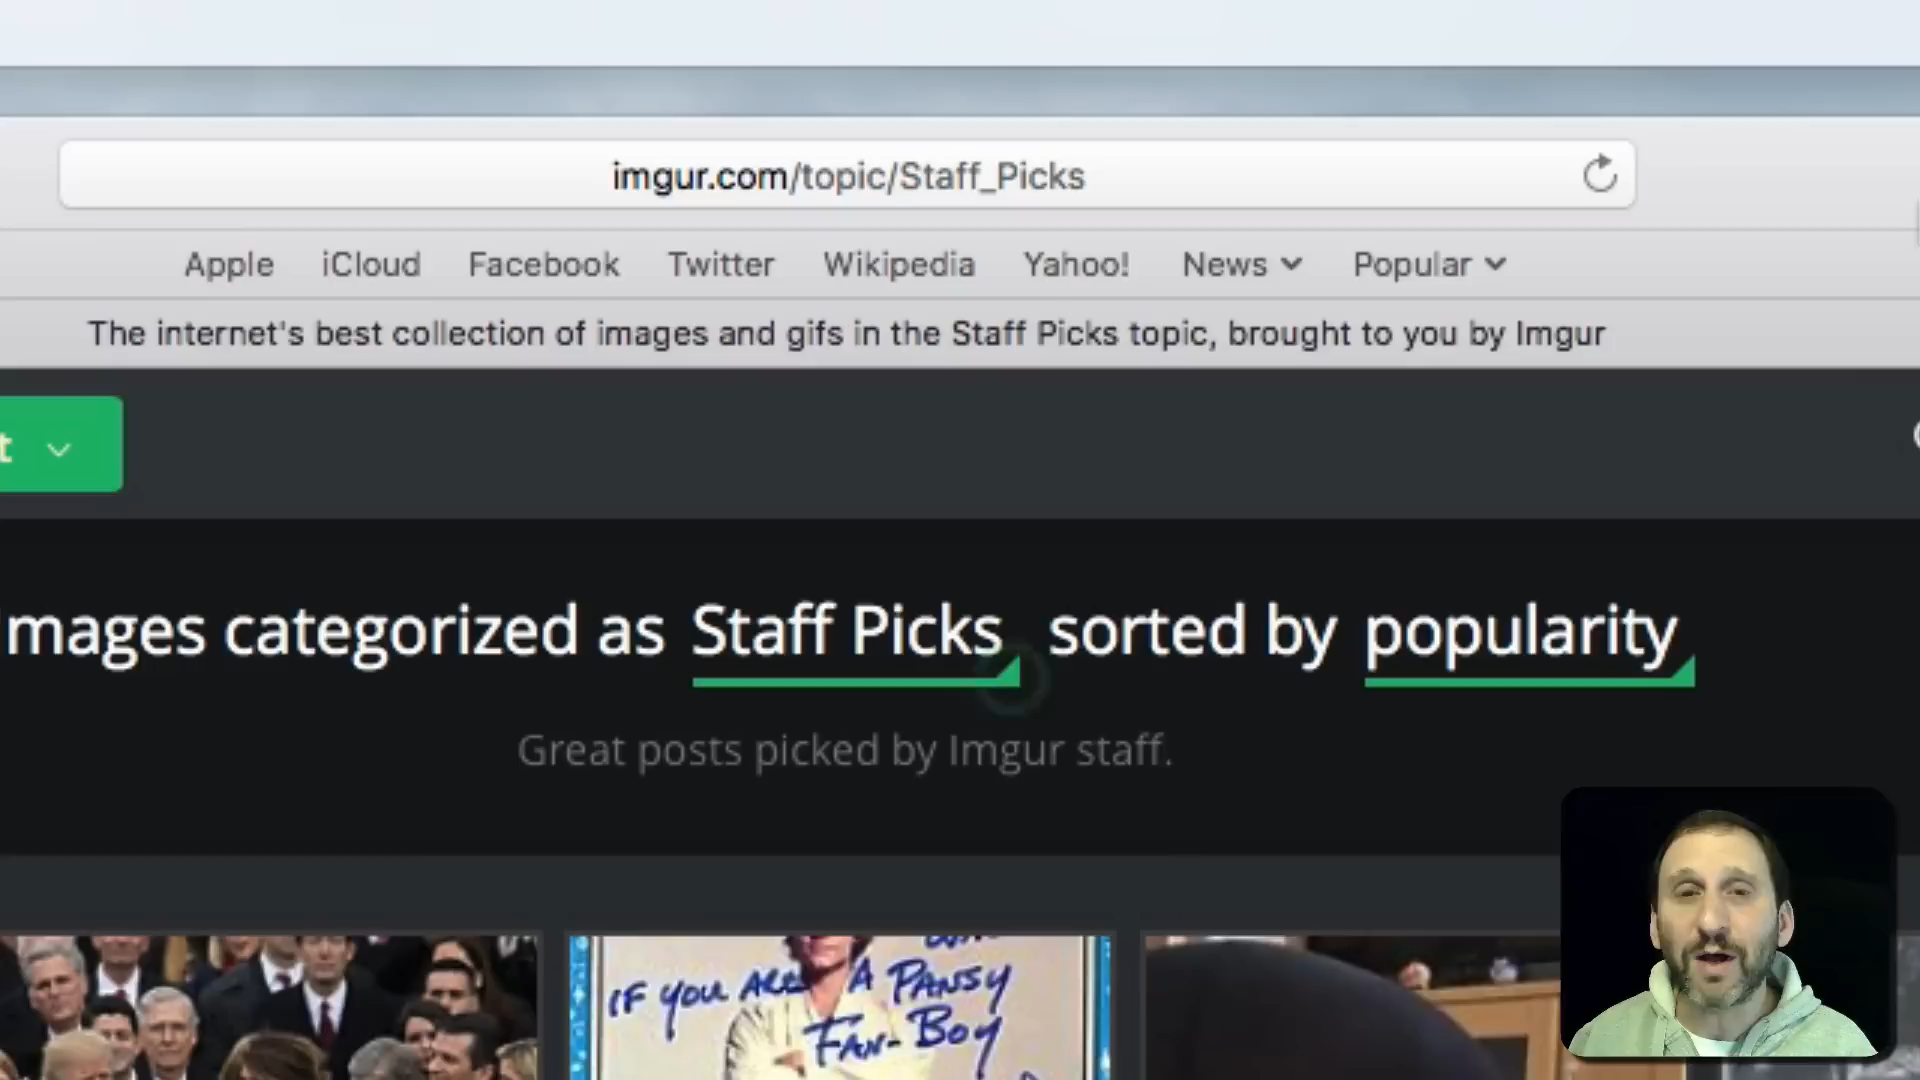 imgur.com/topic/Staff_Picks
Apple iCloud Facebook Twitter Wikipedia Yahoo! News Popular
The internet's best collection of images and gifs in the Staff Picks topic, brought to you by Imgur
t
mages categorized as Staff Picks sorted by popularity
Great posts picked by Imgur staff.
IF YOU ARE A PANSY
FAN-BOY